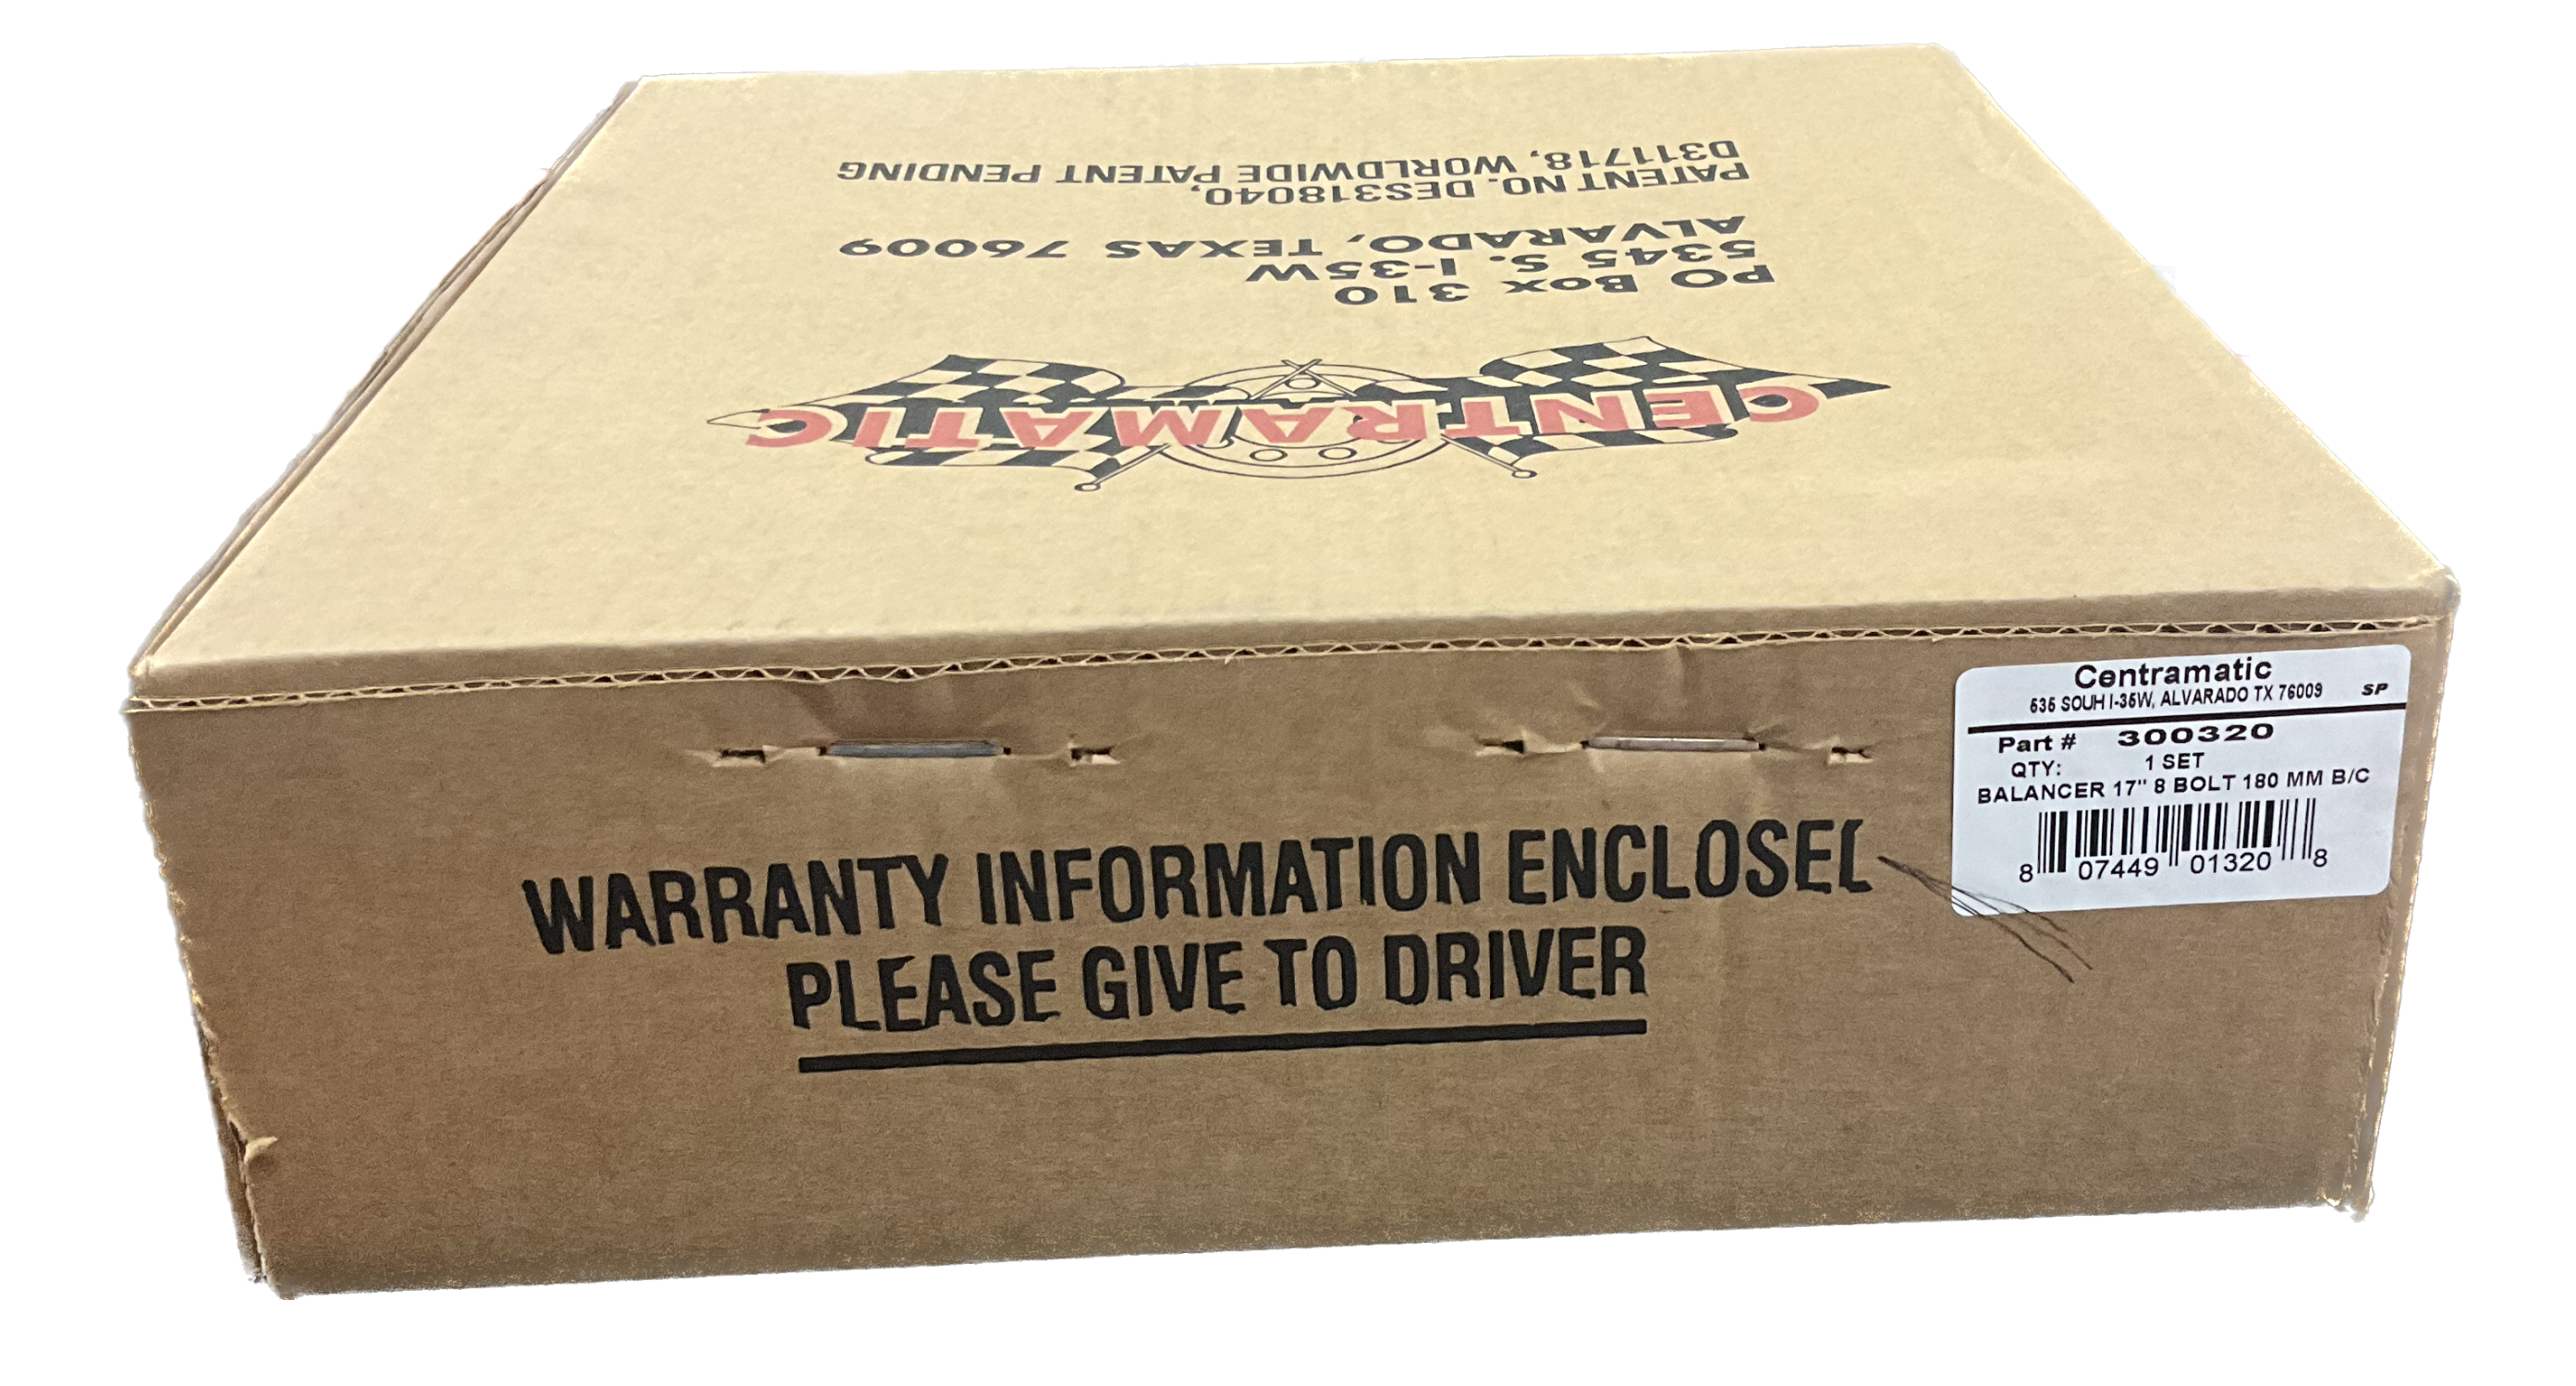 CENTRAMATIC
PO Box 310
5345 S. I-35W
ALVARADO, TEXAS 76009
PATENT NO. DES318040,
D311718, WORLDWIDE PATENT PENDING
WARRANTY INFORMATION ENCLOSED
PLEASE GIVE TO DRIVER
Centramatic
535 SOUH I-35W, ALVARADO TX 76009 SP
Part # 300320
QTY: 1 SET
BALANCER 17" 8 BOLT 180 MM B/C
8 07449 01320 8